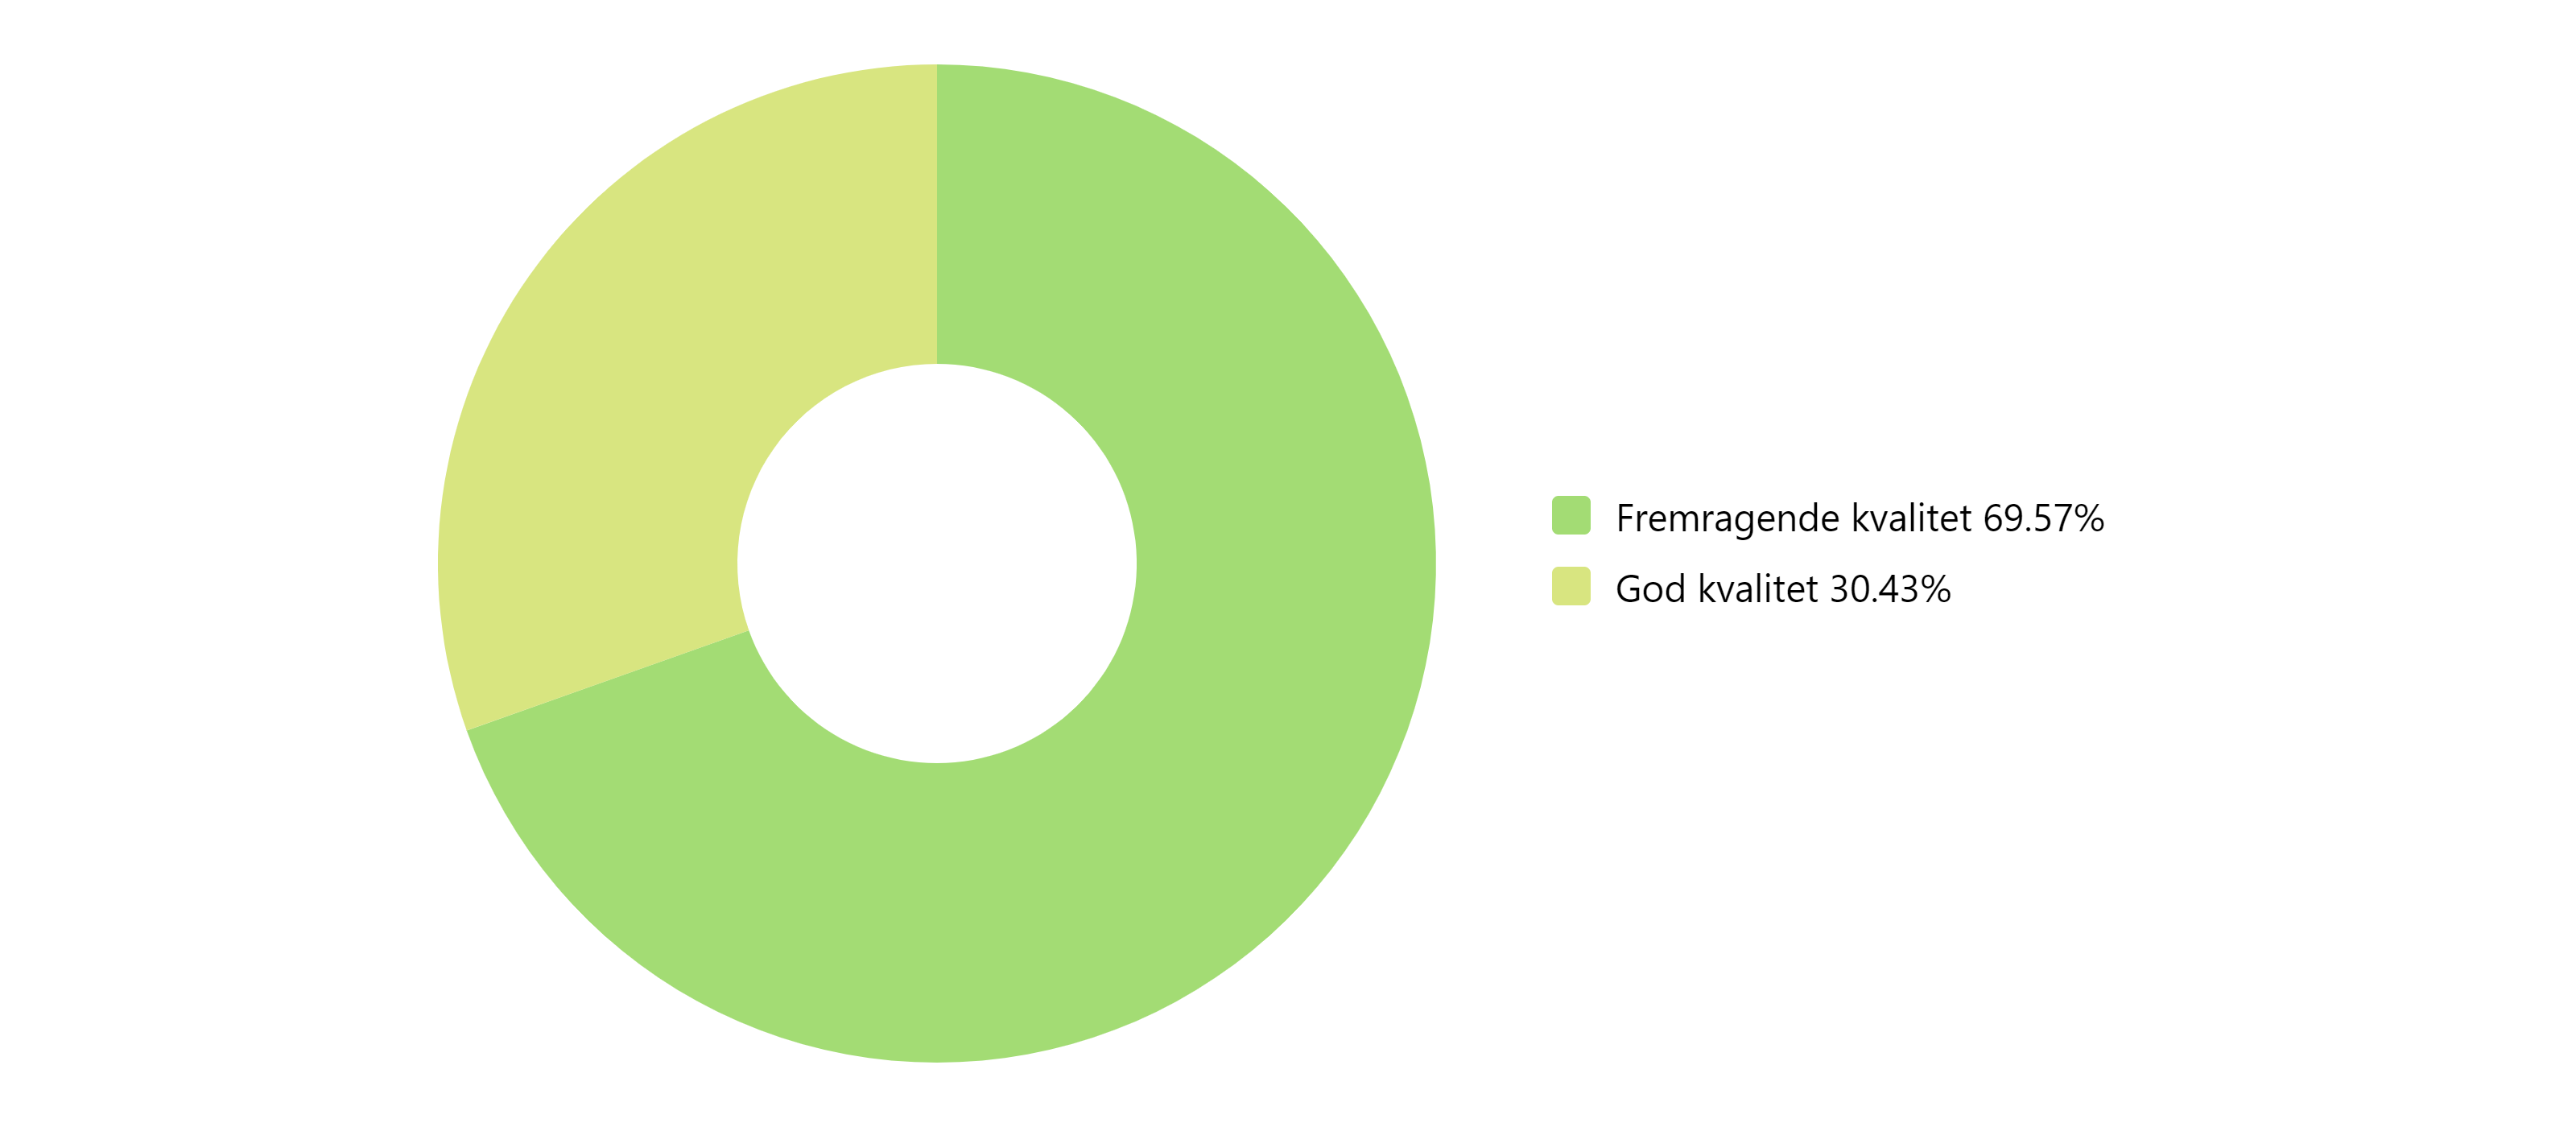 Fremragende kvalitet 69.57%
God kvalitet 30.43%